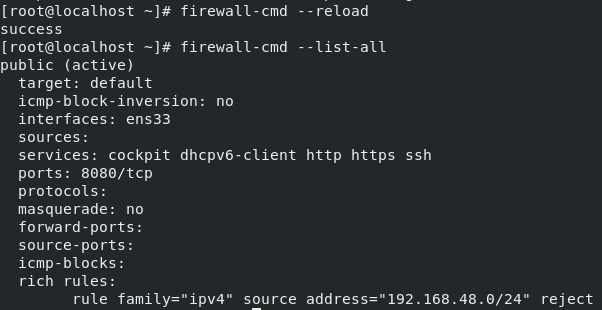 [root@localhost ~]# firewall-cmd --reload
success
[root@localhost ~]# firewall-cmd --list-all
public (active)
  target: default
  icmp-block-inversion: no
  interfaces: ens33
  sources:
  services: cockpit dhcpv6-client http https ssh
  ports: 8080/tcp
  protocols:
  masquerade: no
  forward-ports:
  source-ports:
  icmp-blocks:
  rich rules:
        rule family="ipv4" source address="192.168.48.0/24" reject